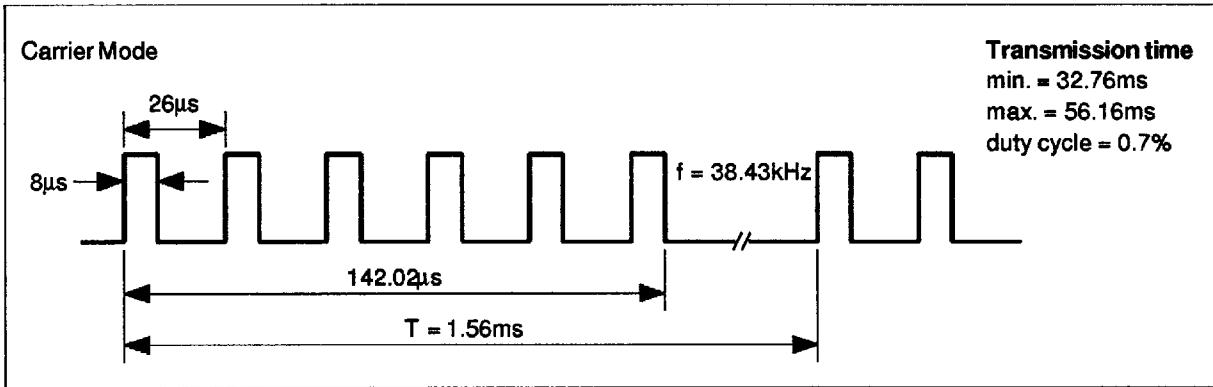 Carrier Mode
Transmission time
min. = 32.76ms
max. = 56.16ms
duty cycle = 0.7%
26µs
8µs
f = 38.43kHz
142.02µs
T = 1.56ms